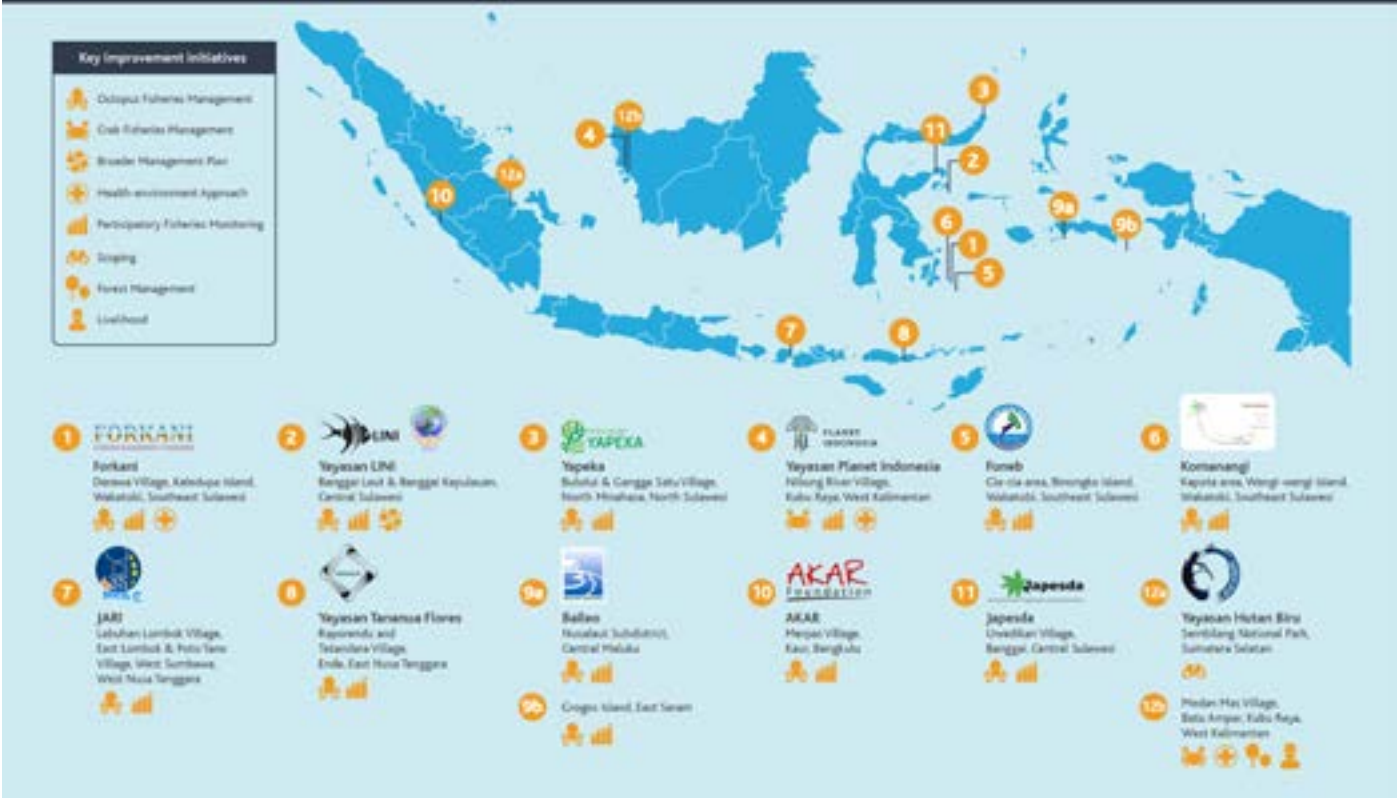 Key improvement initiatives
Octopus Fisheries Management
Crab Fisheries Management
Broader Management Plan
Health-environment Approach
Participatory Fisheries Monitoring
Scoping
Forest Management
Livelihood
3
12b
4
11
2
12a
10
9a
6
9b
1
5
7
8
1
FORKANI
Forkani
Darawa Village, Kaledupa Island,
Wakatobi, Southeast Sulawesi
2
LINI
Yayasan LINI
Banggai Laut & Banggai Kepulauan,
Central Sulawesi
3
YAPEKA
Yapeka
Bulutui & Gangga Satu Village,
North Minahasa, North Sulawesi
4
PLANET
INDONESIA
Yayasan Planet Indonesia
Nibung River Village,
Kubu Raya, West Kalimantan
5
Foneb
Cia-cia area, Binongko Island,
Wakatobi, Southeast Sulawesi
6
Komanangi
Kapota area, Wangi-wangi Island,
Wakatobi, Southeast Sulawesi
7
JARI
Labuhan Lombok Village,
East Lombok & Poto Tano
Village, West Sumbawa,
West Nusa Tenggara
8
Yayasan Tananua Flores
Raporendu and
Tetandara Village,
Ende, East Nusa Tenggara
9a
Baileo
Nusalaut Subdistrict,
Central Maluku
9b
Grogos Island, East Seram
10
AKAR
Foundation
AKAR
Merpas Village,
Kaur, Bengkulu
11
Japesda
Japesda
Uwedikan Village,
Banggai, Central Sulawesi
12a
Yayasan Hutan Biru
Sembilang National Park,
Sumatera Selatan
12b
Medan Mas Village,
Batu Ampar, Kubu Raya,
West Kalimantan